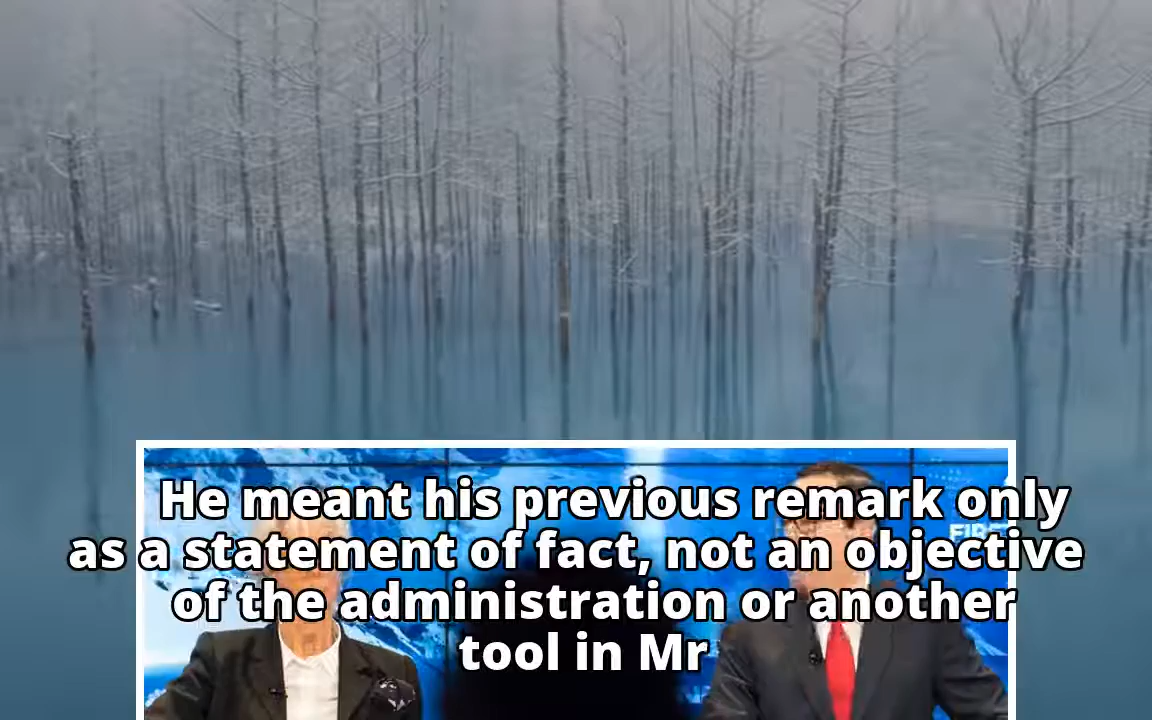 He meant his previous remark only
as a statement of fact, not an objective
of the administration or another
tool in Mr